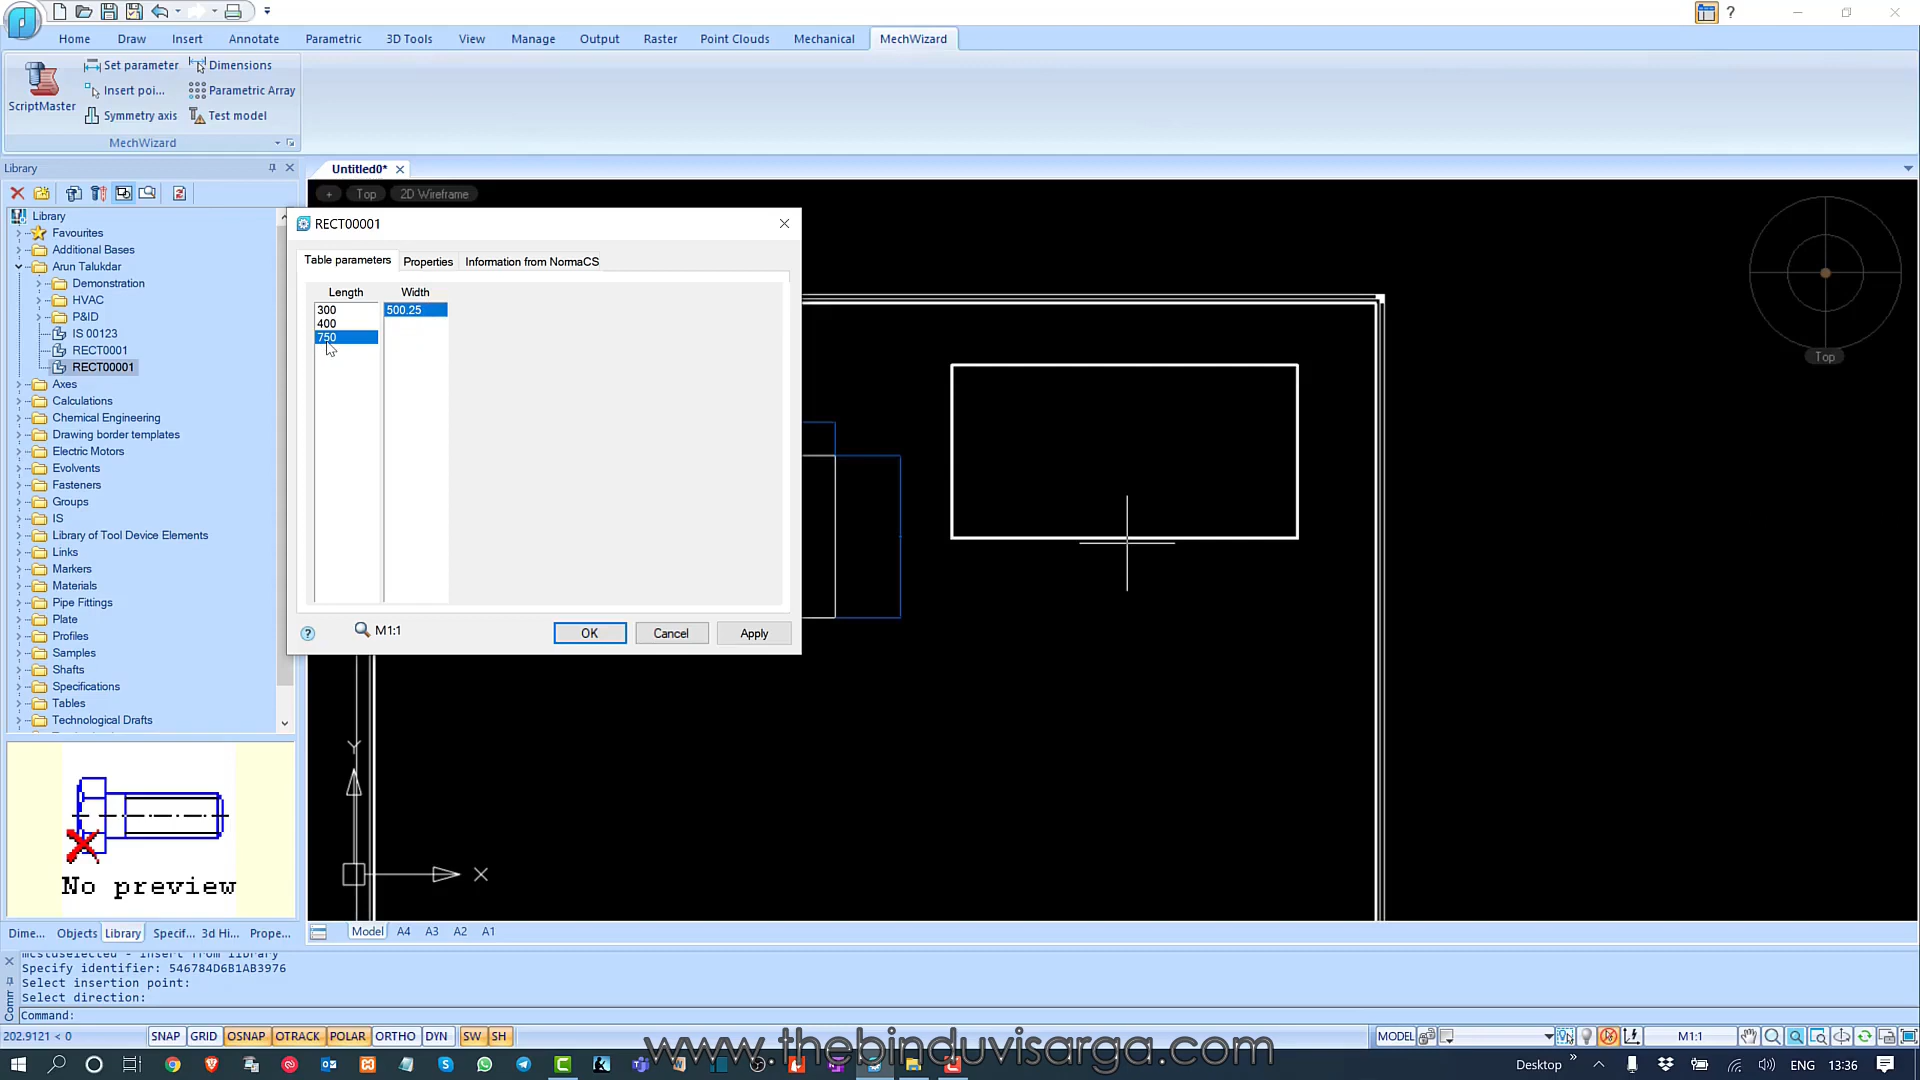 Home Draw Insert Annotate Parametric 3D Tools View Manage Output Raster Point Clouds Mechanical MechWizard
Set parameter Dimensions
Insert poi... Parametric Array
ScriptMaster
Symmetry axis Test model
MechWizard
Library
Untitled0*
+ Top 2D Wireframe
Library
Favourites
Additional Bases
Arun Talukdar
Demonstration
HVAC
P&ID
IS 00123
RECT0001
RECT00001
Axes
Calculations
Chemical Engineering
Drawing border templates
Electric Motors
Evolvents
Fasteners
Groups
IS
Library of Tool Device Elements
Links
Markers
Materials
Pipe Fittings
Plate
Profiles
Samples
Shafts
Specifications
Tables
Technological Drafts
No preview
Dime... Objects Library Specif... 3d Hi... Prope...
RECT00001
Table parameters Properties Information from NormaCS
Length Width
300 500.25
400
750
? M1:1 OK Cancel Apply
Top
Y
X
Model A4 A3 A2 A1
mcstdselected - Insert from library
Specify identifier: 546784D6B1AB3976
Select insertion point:
Select direction:
Comm
Command:
202.9121 < 0 SNAP GRID OSNAP OTRACK POLAR ORTHO DYN SW SH MODEL M1:1
www.thebinduvisarga.com
Desktop ENG 13:36